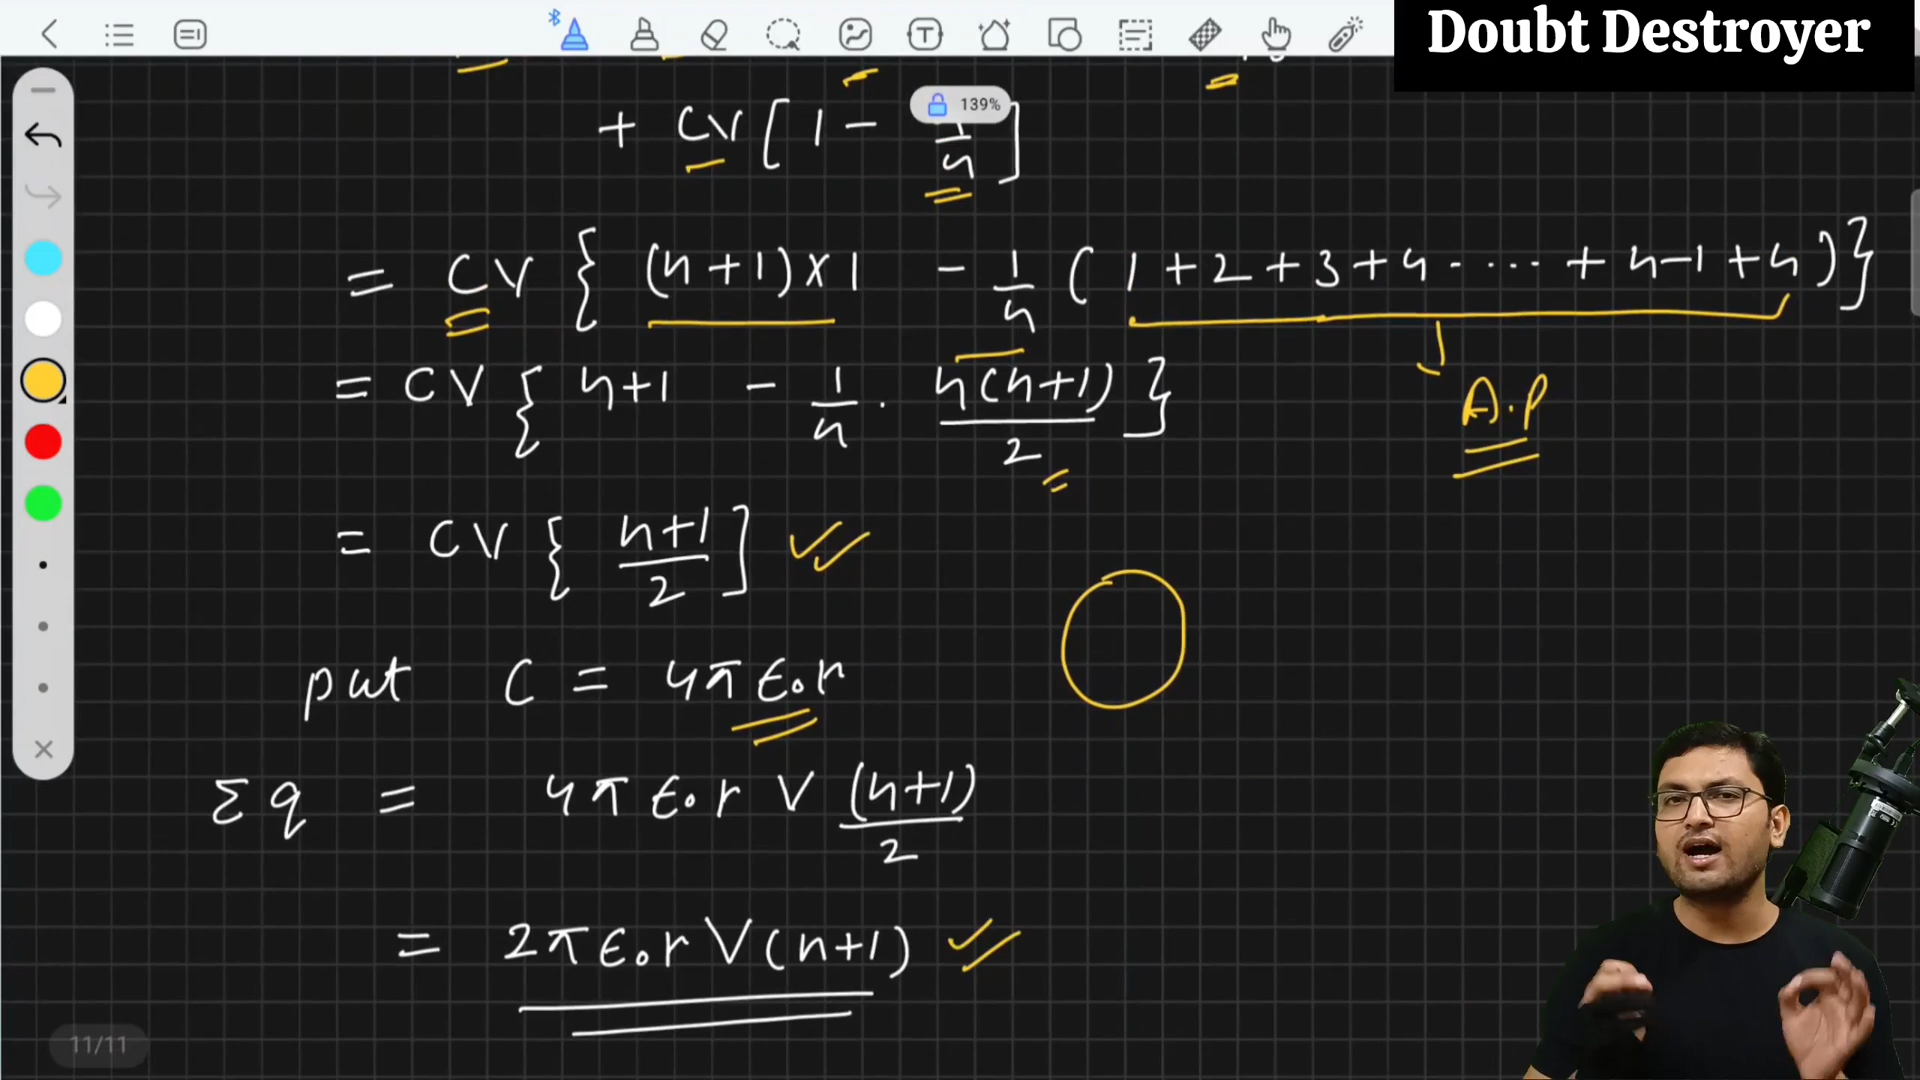 Doubt Destroyer
139%
+ CV [ 1 - 1/n ]
= CV { (n+1)×1 - 1/n ( 1+2+3+4-....+ n-1+n ) }
A.P
= CV { n+1 - 1/n . n(n+1)/2 }
= CV { n+1/2 ]
put C = 4πε₀r
Σq = 4πε₀r V (n+1)/2
= 2πε₀r V(n+1)
11/11